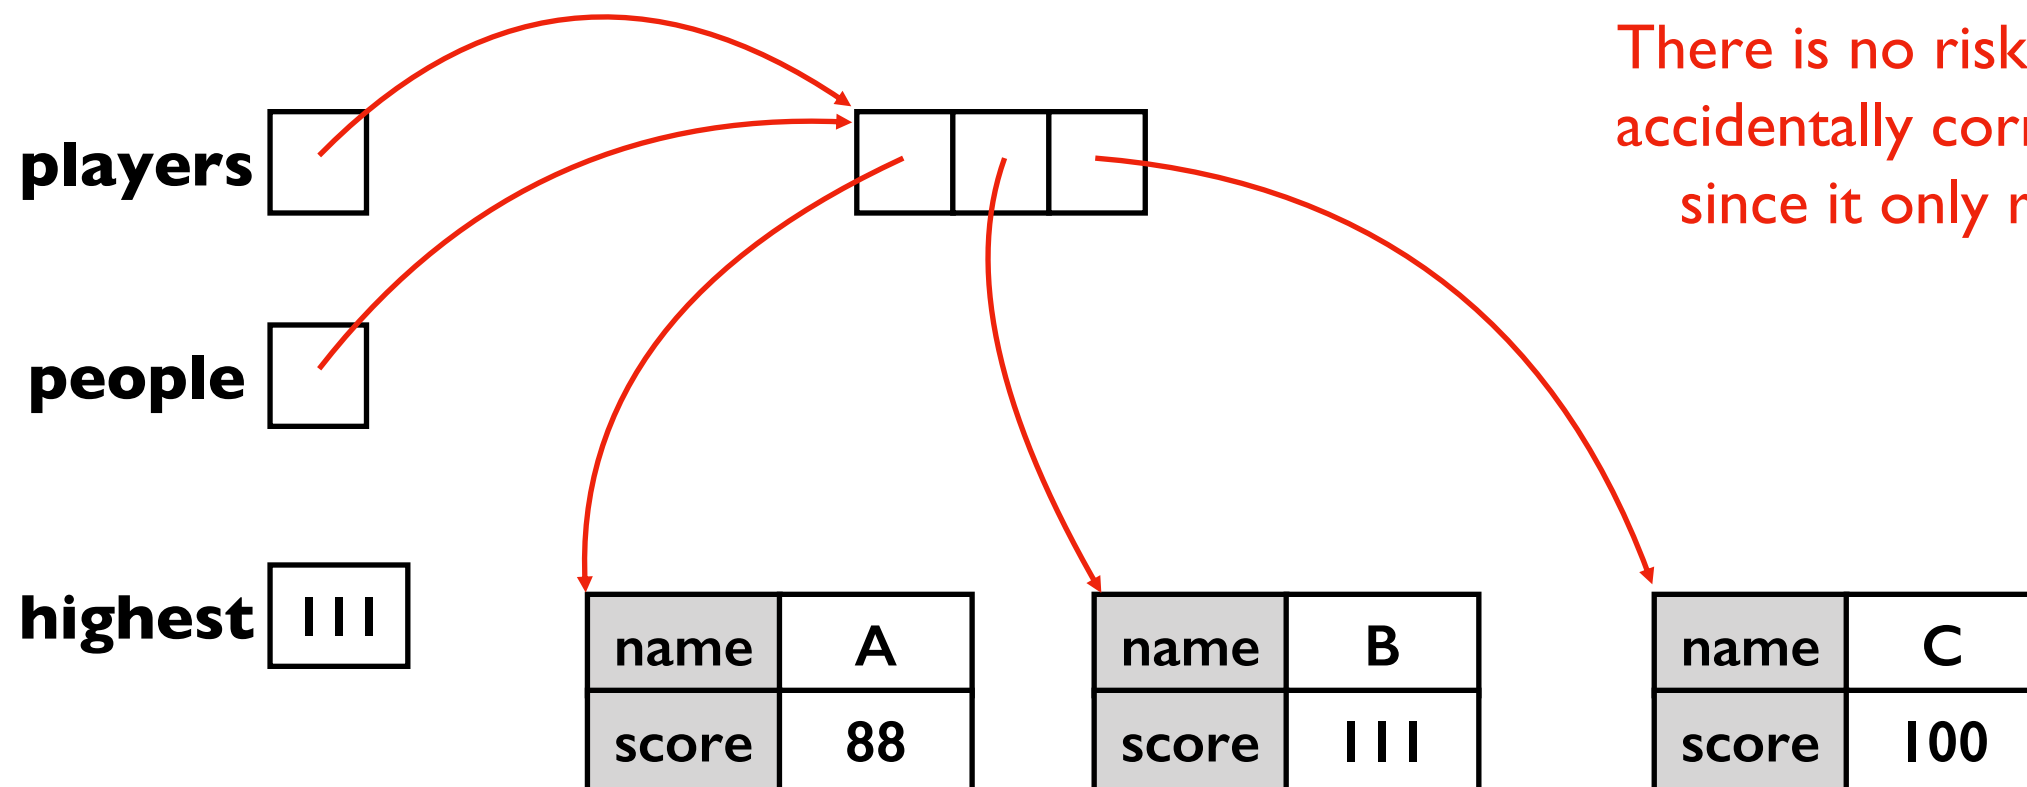 There is no risk
accidentally
since it only
players
people
highest 111
name A
score 88
name B
score 111
name C
score 100